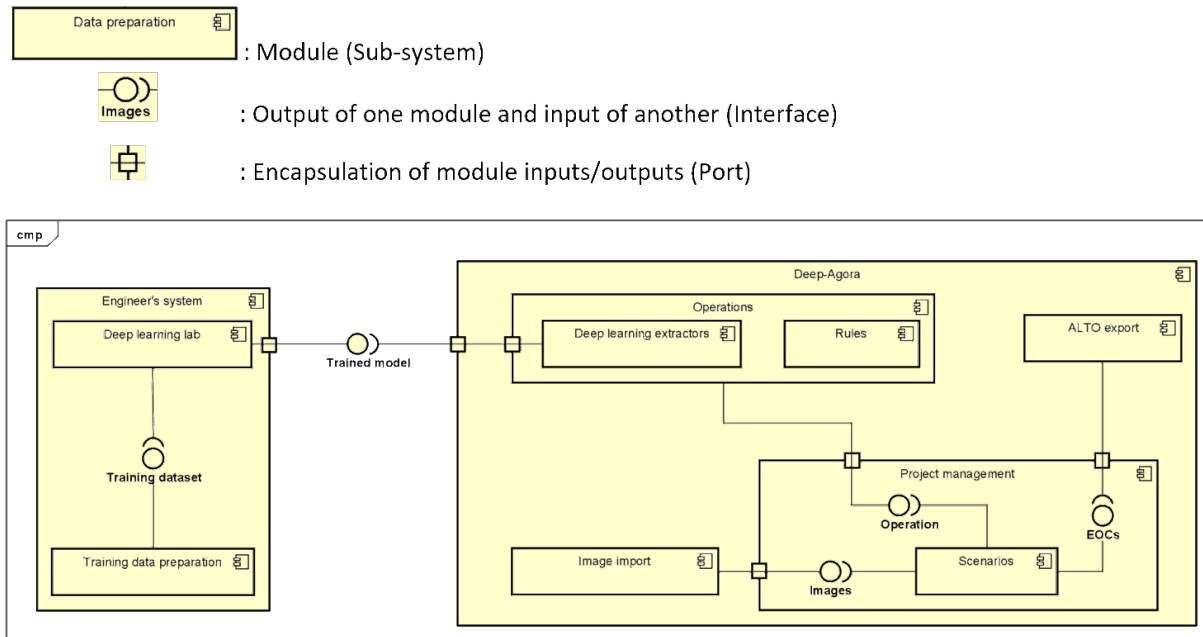 Data preparation
: Module (Sub-system)
Images
: Output of one module and input of another (Interface)
: Encapsulation of module inputs/outputs (Port)
cmp
Deep-Agora
Engineer's system
Operations
Deep learning lab
Deep learning extractors
Rules
ALTO export
Trained model
Training dataset
Project management
Operation
EOCs
Training data preparation
Image import
Scenarios
Images